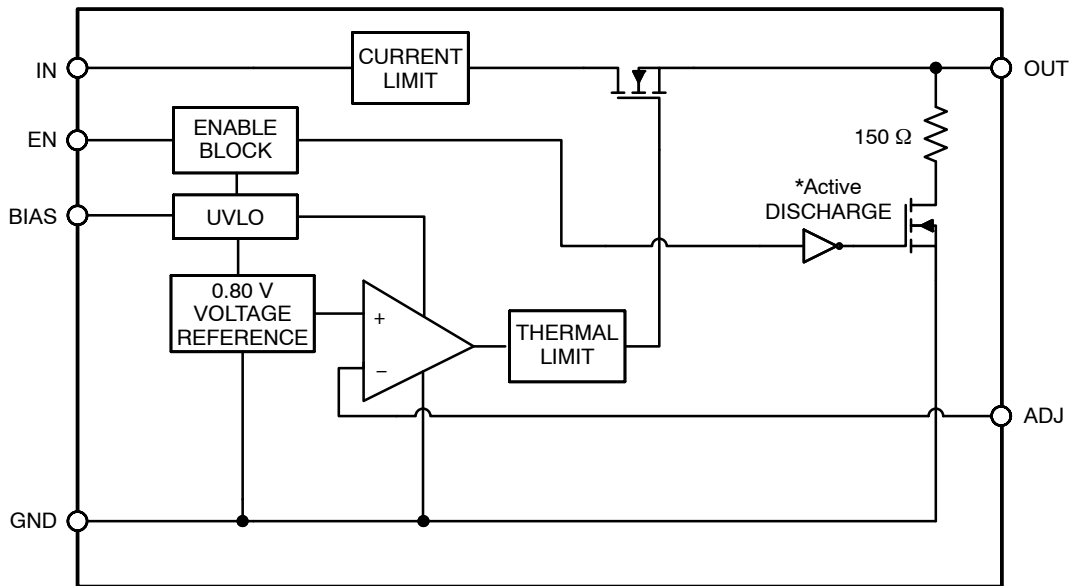 IN
CURRENT
LIMIT
OUT
EN
ENABLE
BLOCK
150 Ω
*Active
DISCHARGE
BIAS
UVLO
0.80 V
VOLTAGE
REFERENCE
+
−
THERMAL
LIMIT
ADJ
GND